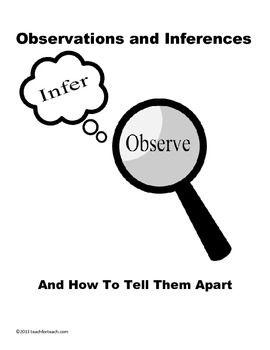 Observations and Inferences
Infer
Observe
And How To Tell Them Apart
©2013 teachforteach.com